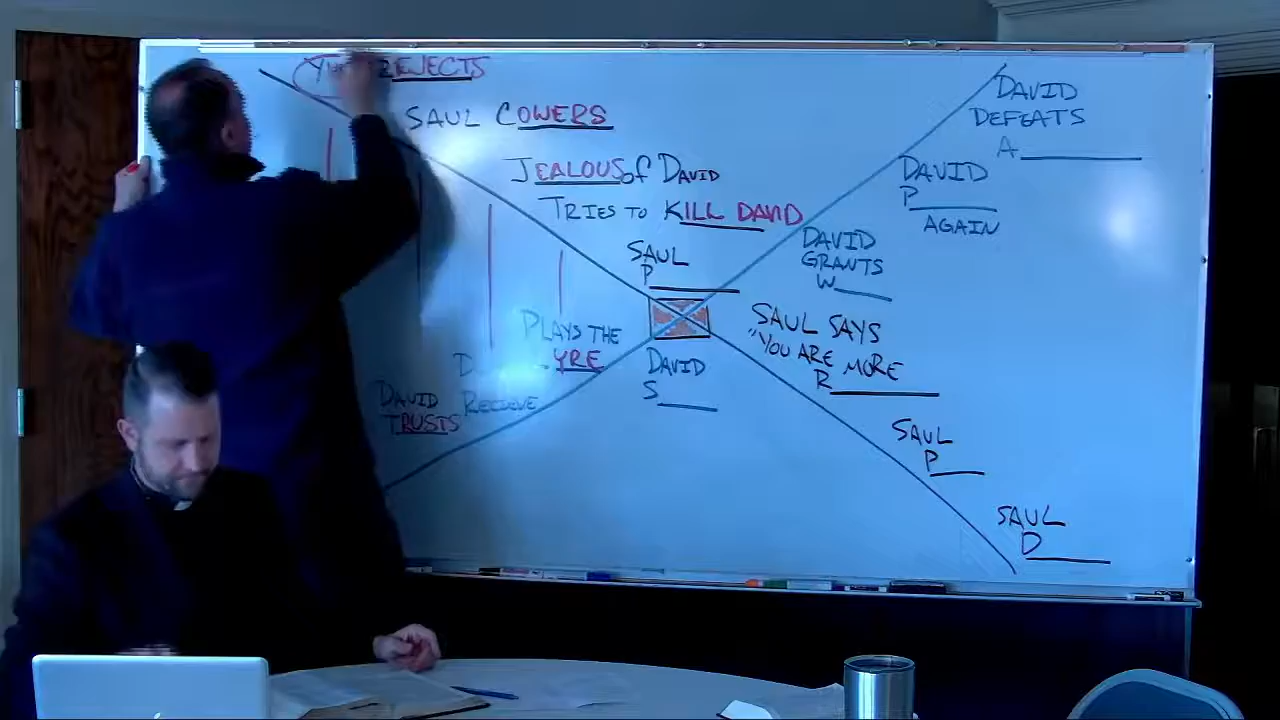 REJECTS
SAUL COWERS
JEALOUS of DAVID
TRIES TO KILL DAVID
SAUL
P
PLAYS THE
YRE
DAVID
TRUSTS
RECEIVE
DAVID
S
DAVID
DEFEATS
A
DAVID
P
AGAIN
DAVID
GRANTS
W
SAUL SAYS
"YOU ARE MORE
R
SAUL
P
SAUL
D